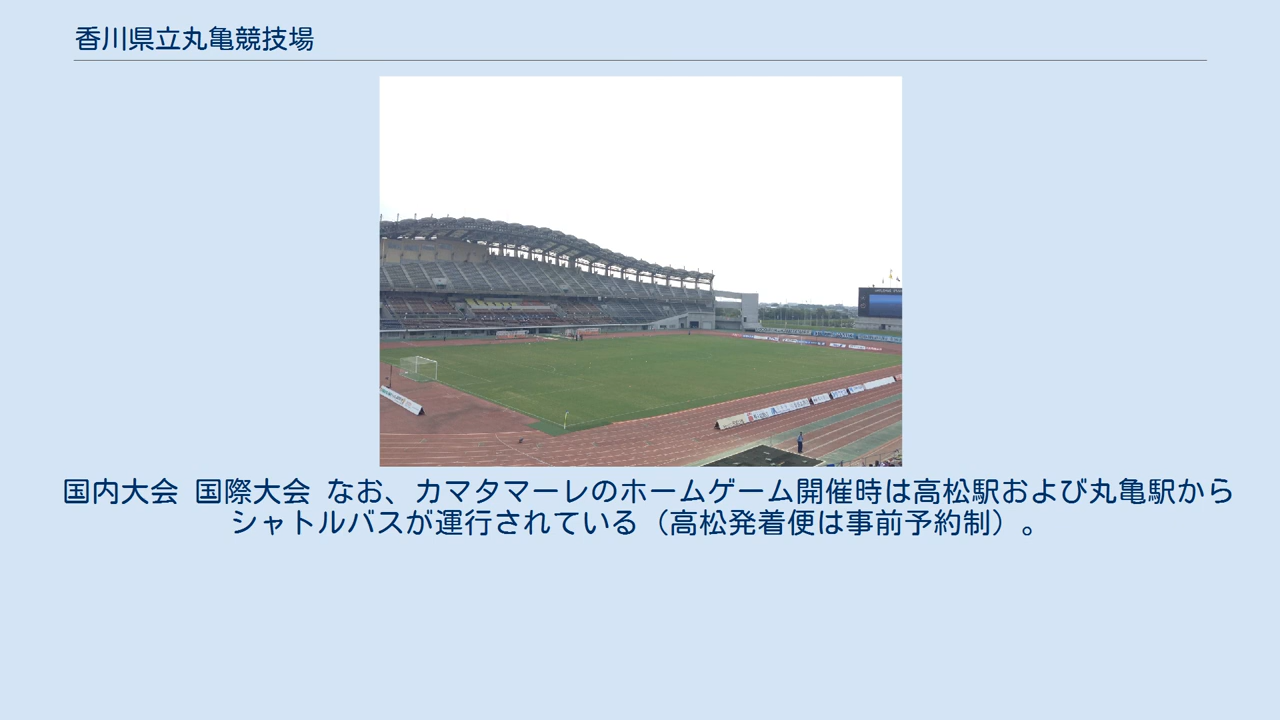 香川県立丸亀競技場
国内大会 国際大会 なお、カマタマーレのホームゲーム開催時は高松駅および丸亀駅から
シャトルバスが運行されている（高松発着便は事前予約制）。